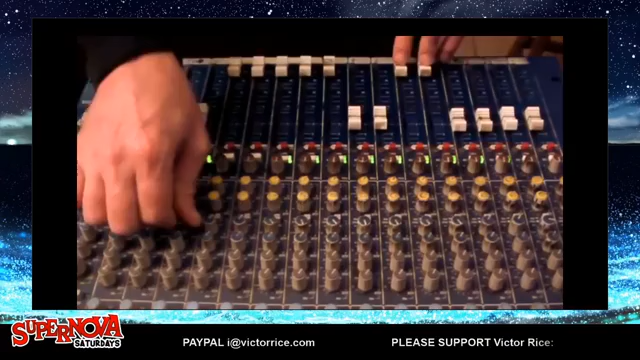 SUPERNOVA
SATURDAYS
PAYPAL i@victorrice.com
PLEASE SUPPORT Victor Rice: